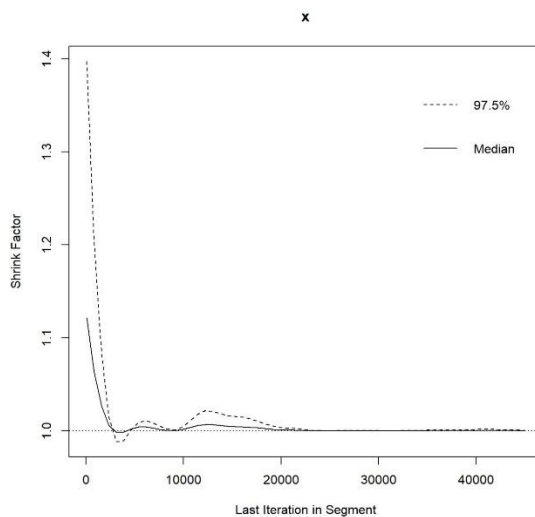 x
1.4
1.3
1.2
1.1
1.0
Shrink Factor
97.5%
Median
0
10000
20000
30000
40000
Last Iteration in Segment